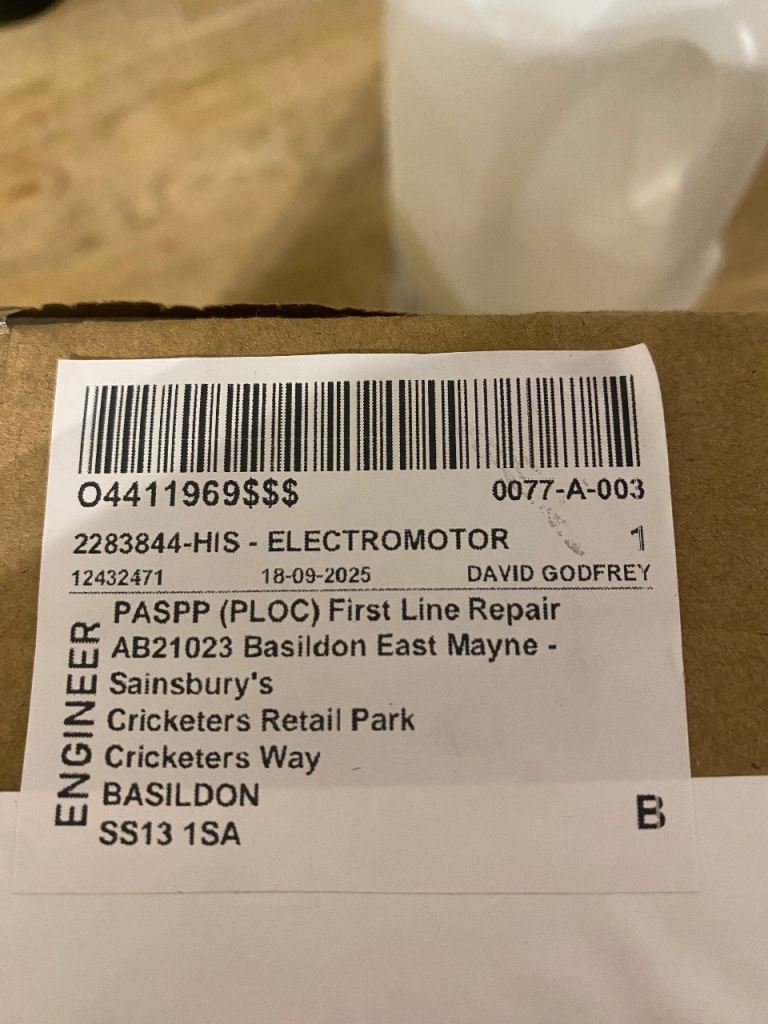 O4411969$$$ 0077-A-003
2283844-HIS - ELECTROMOTOR 1
12432471 18-09-2025 DAVID GODFREY
ENGINEER
PASPP (PLOC) First Line Repair
AB21023 Basildon East Mayne -
Sainsbury's
Cricketers Retail Park
Cricketers Way
BASILDON
SS13 1SA
B